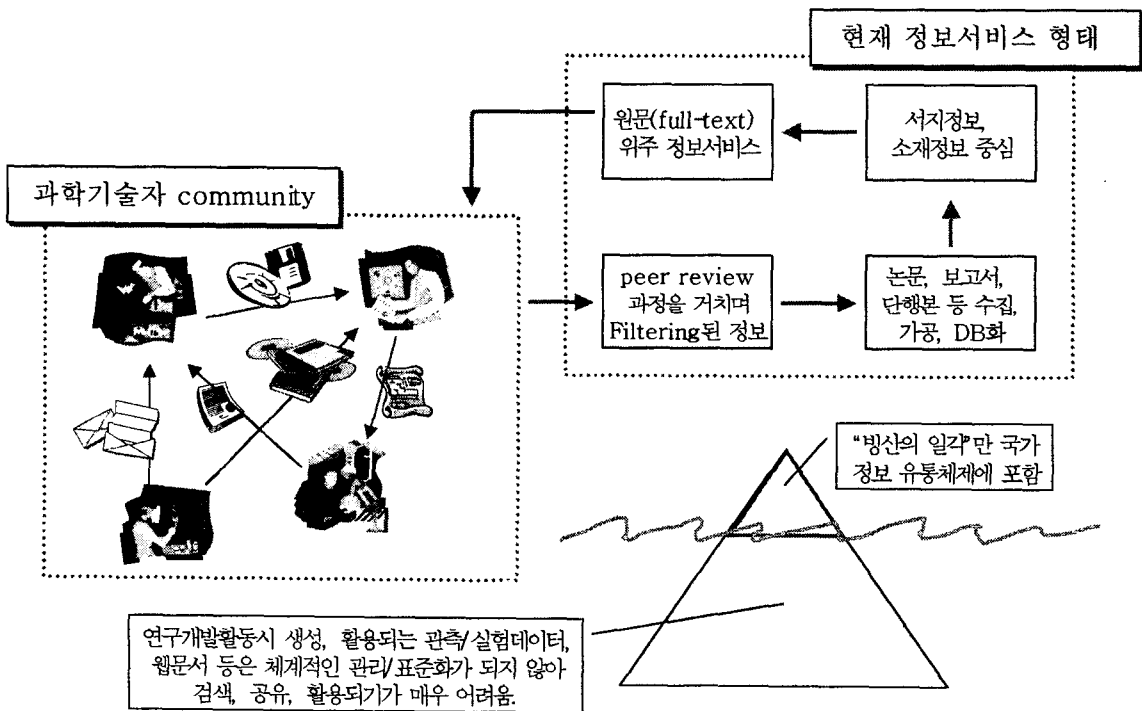 현재 정보서비스 형태
원문(full-text)
위주 정보서비스
서지정보,
소재정보 중심
과학기술자 community
peer review
과정을 거치며
Filtering된 정보
논문, 보고서,
단행본 등 수집,
가공, DB화
"빙산의 일각"만 국가
정보 유통체제에 포함
연구개발활동시 생성, 활용되는 관측/실험데이터,
웹문서 등은 체계적인 관리/표준화가 되지 않아
검색, 공유, 활용되기가 매우 어려움.